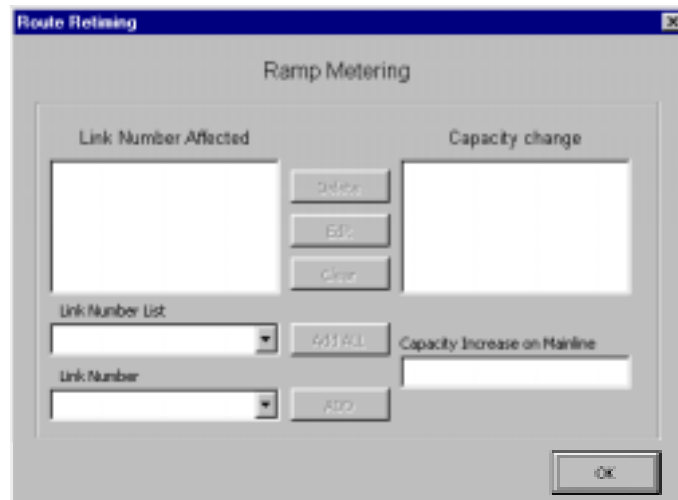 Route Retiming
Ramp Metering
Link Number Affected
Capacity change
Delete
Edit
Clear
Link Number List
Add ALL
Capacity Increase on Mainline
Link Number
ADD
OK